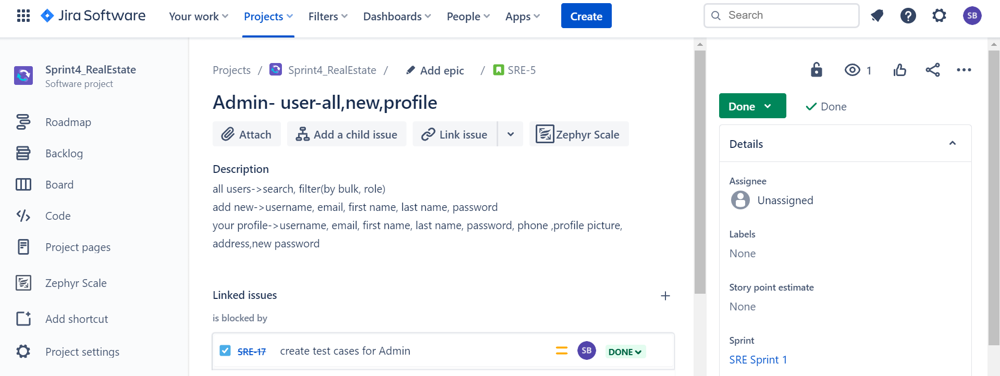 Jira Software
Your work
Projects
Filters
Dashboards
People
Apps
Create
Search
SB
Sprint4_RealEstate
Software project
Roadmap
Backlog
Board
Code
Project pages
Zephyr Scale
Add shortcut
Project settings
Projects / Sprint4_RealEstate / Add epic / SRE-5
Admin- user-all,new,profile
Attach
Add a child issue
Link issue
Zephyr Scale
Description
all users->search, filter(by bulk, role)
add new->username, email, first name, last name, password
your profile->username, email, first name, last name, password, phone ,profile picture,
address,new password
Linked issues
is blocked by
SRE-17 create test cases for Admin SB DONE
1
Done
Done
Details
Assignee
Unassigned
Labels
None
Story point estimate
None
Sprint
SRE Sprint 1